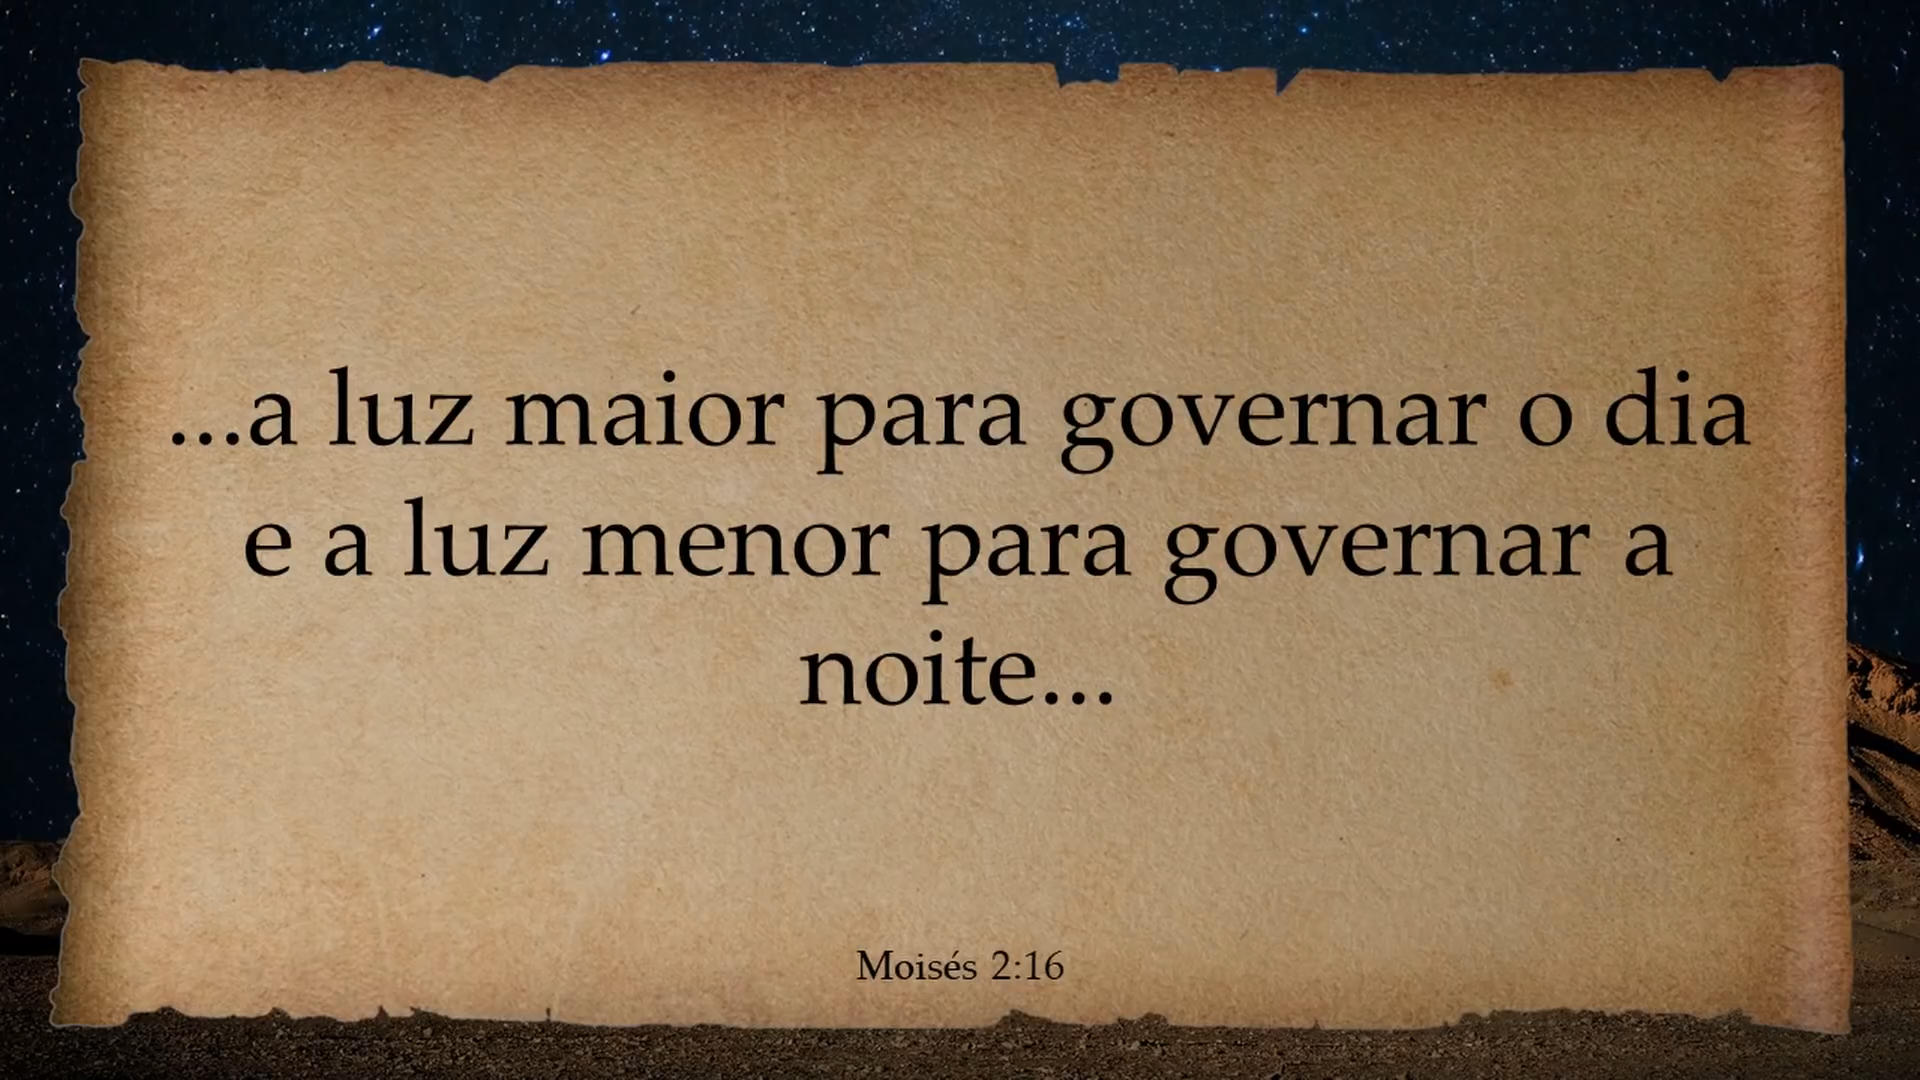 ...a luz maior para governar o dia
e a luz menor para governar a
noite...
Moisés 2:16